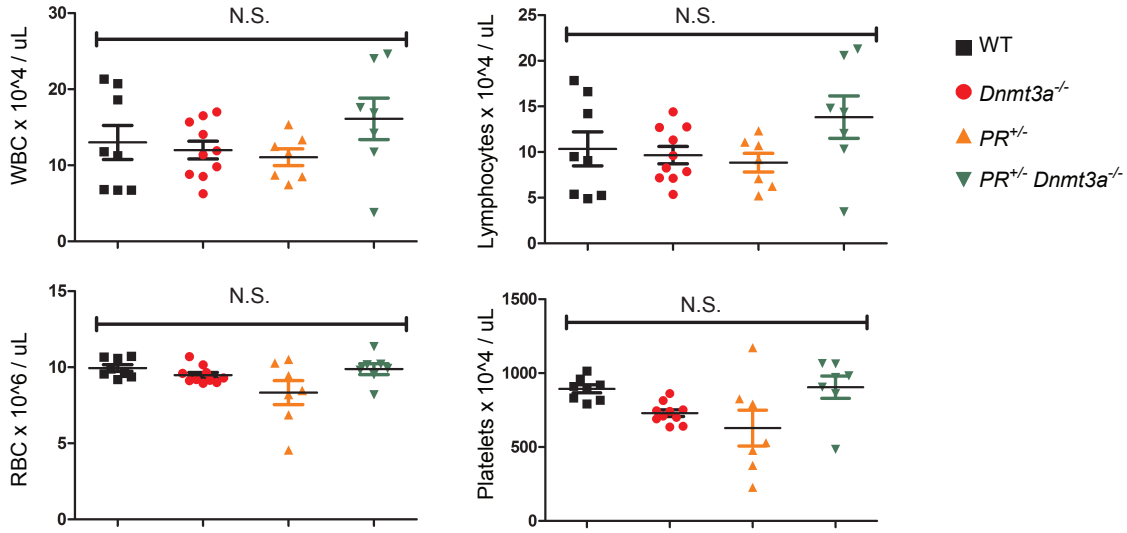 N.S.
WBC x 10^4 / uL
30
20
10
0
N.S.
Lymphocytes x 10^4 / uL
25
20
15
10
5
0
WT
Dnmt3a-/-
PR+/-
PR+/- Dnmt3a-/-
N.S.
RBC x 10^6 / uL
15
10
5
0
N.S.
Platelets x 10^4 / uL
1500
1000
500
0